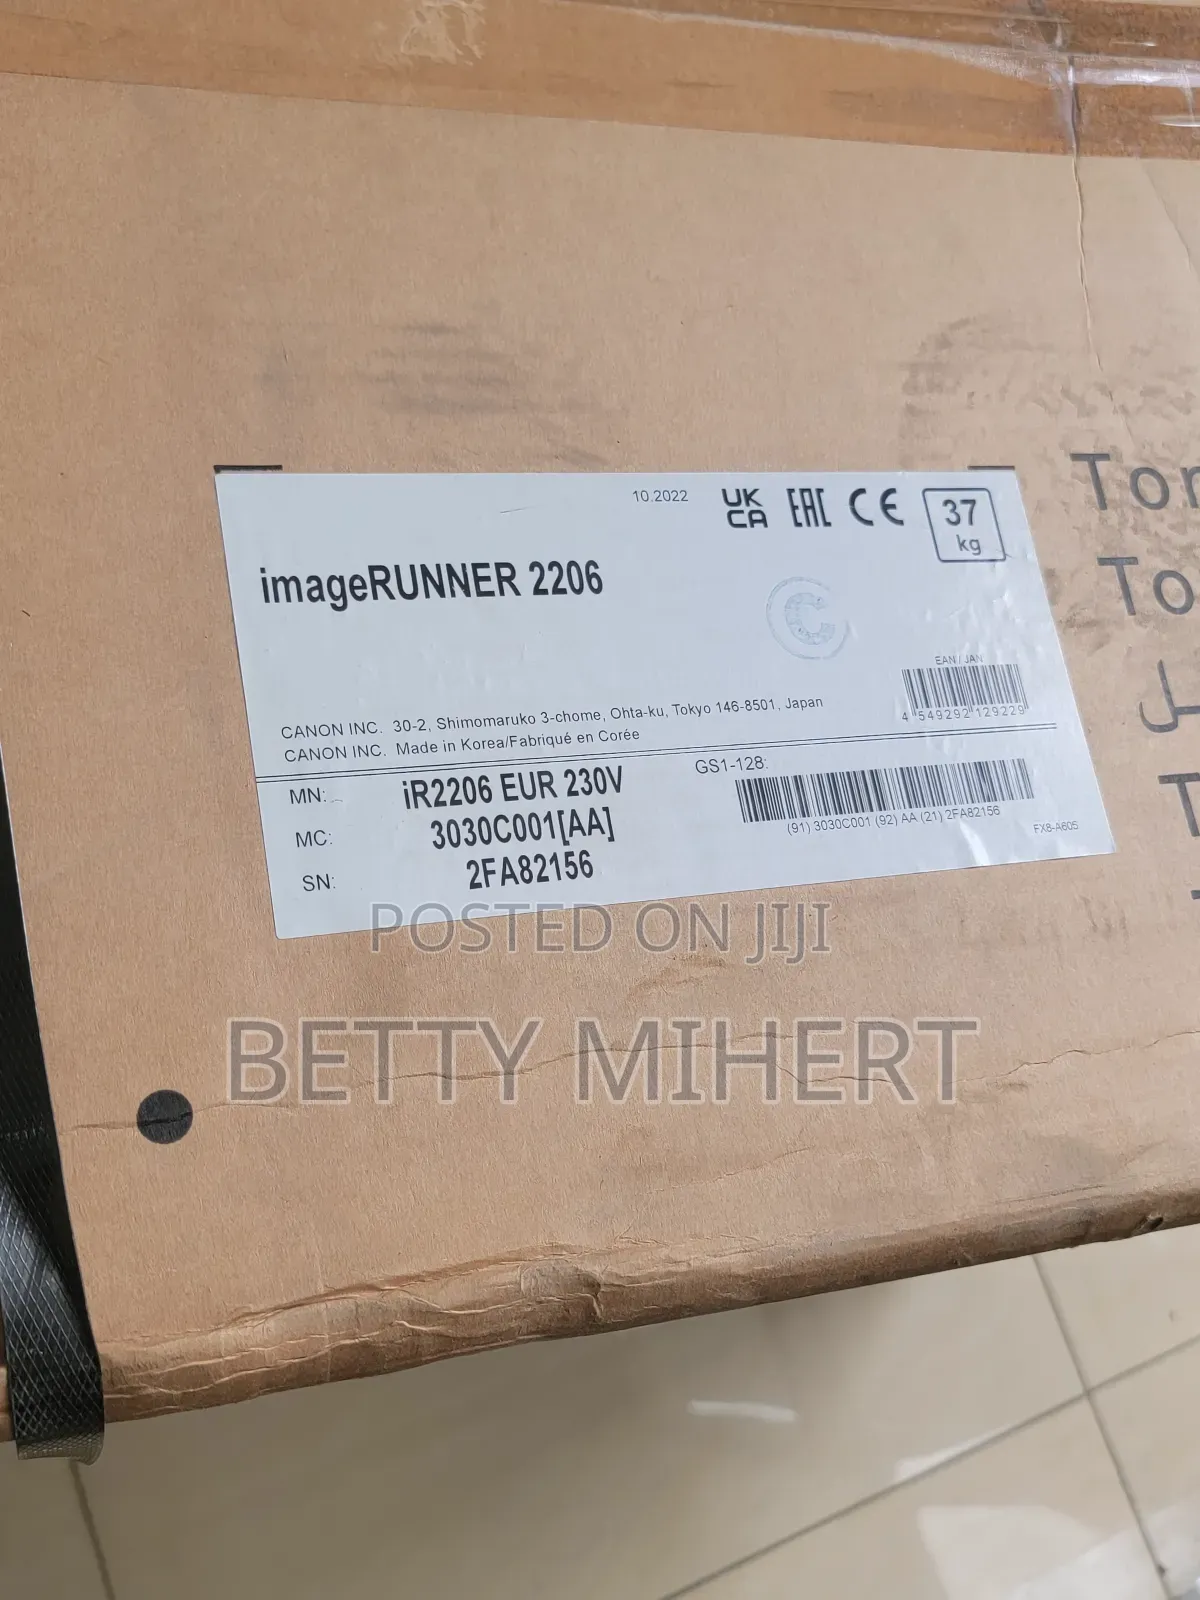 10.2022
UK
CA
EAC
CE
37
kg
imageRUNNER 2206
C
EAN / JAN
4 549292 129229
CANON INC. 30-2, Shimomaruko 3-chome, Ohta-ku, Tokyo 146-8501, Japan
CANON INC. Made in Korea/Fabriqué en Corée
MN: iR2206 EUR 230V
GS1-128:
MC: 3030C001[AA]
(91) 3030C001 (92) AA (21) 2FA82156
SN: 2FA82156
FX8-A605
POSTED ON JIJI
BETTY MIHERT